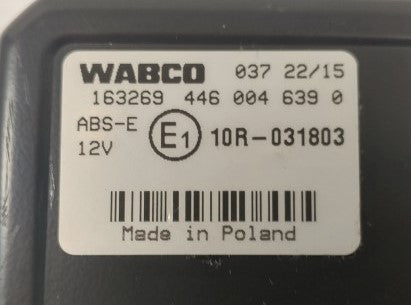 WABCO 037 22/15
163269 446 004 639 0
ABS-E E1 10R-031803
12V
Made in Poland